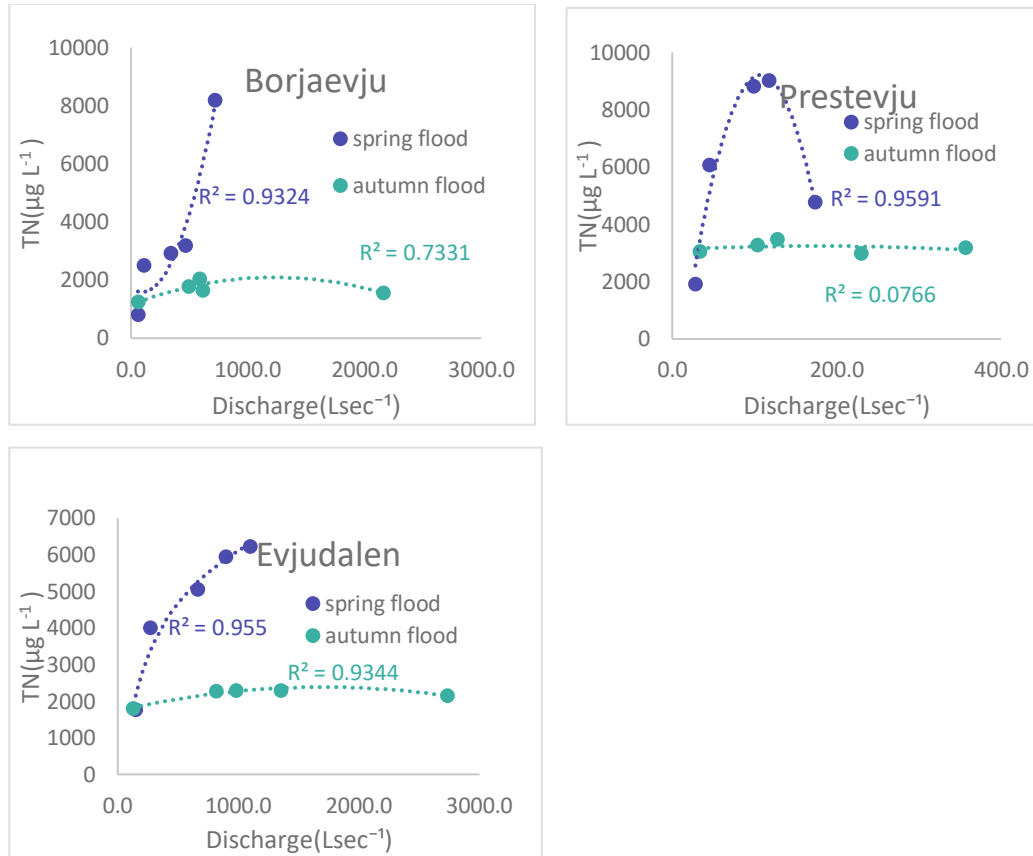 Borjaevju
10000
8000
6000
4000
2000
0
TN(µg L⁻¹)
spring flood
autumn flood
R² = 0.9324
R² = 0.7331
0.0 1000.0 2000.0 3000.0
Discharge(Lsec⁻¹)
Prestevju
10000
8000
6000
4000
2000
0
TN(µg L⁻¹)
spring flood
autumn flood
R² = 0.9591
R² = 0.0766
0.0 200.0 400.0
Discharge(Lsec⁻¹)
Evjudalen
7000
6000
5000
4000
3000
2000
1000
0
TN(µg L⁻¹)
spring flood
autumn flood
R² = 0.955
R² = 0.9344
0.0 1000.0 2000.0 3000.0
Discharge(Lsec⁻¹)